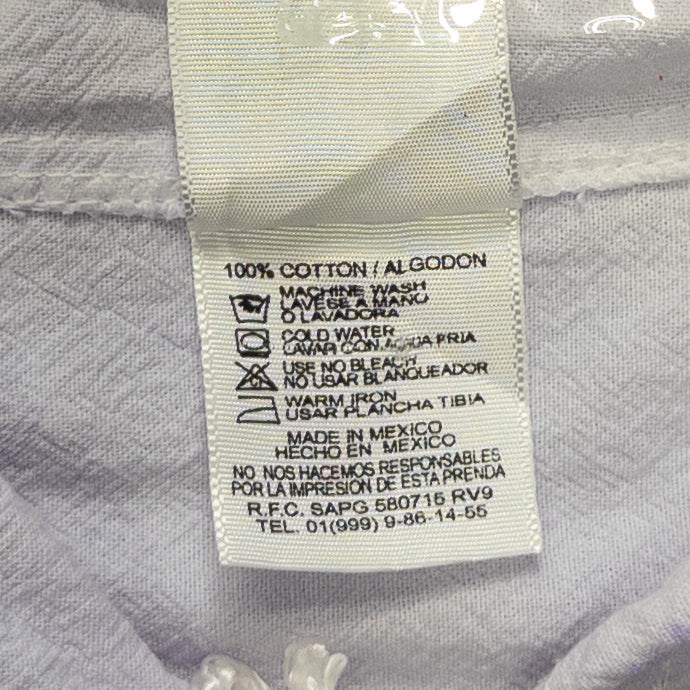 100% COTTON / ALGODON
MACHINE WASH
LAVESE A MANO
O LAVADORA
COLD WATER
LAVAR CON AGUA FRIA
USE NO BLEACH
NO USAR BLANQUEADOR
WARM IRON
USAR PLANCHA TIBIA
MADE IN MEXICO
HECHO EN MEXICO
NO NOS HACEMOS RESPONSABLES
POR LA IMPRESION DE ESTA PRENDA
R.F.C. SAPG 580715 RV9
TEL. 01(999) 9-86-14-55